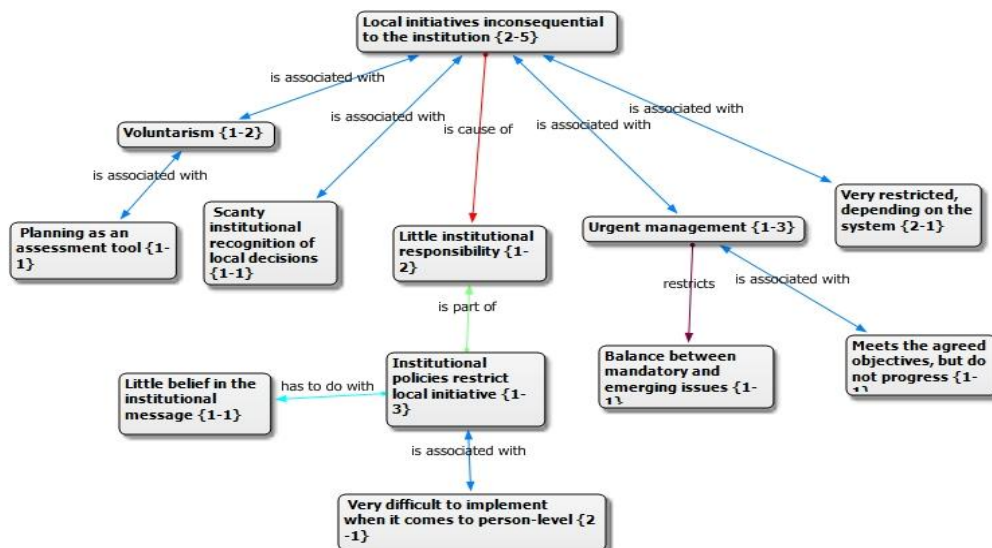 Local initiatives inconsequential
to the institution {2-5}
is associated with
is associated with
is associated with
Voluntarism {1-2}
is cause of
is associated with
is associated with
Very restricted,
depending on the
system {2-1}
Scanty
institutional
recognition of
local decisions
{1-1}
Planning as an
assessment tool {1-
1}
Urgent management {1-3}
Little institutional
responsibility {1-
2}
restricts
is associated with
is part of
Meets the agreed
objectives, but do
not progress {1-
1}
Balance between
mandatory and
emerging issues {1-
1}
Institutional
policies restrict
local initiative {1-
3}
has to do with
Little belief in the
institutional
message {1-1}
is associated with
Very difficult to implement
when it comes to person-level {2
-1}